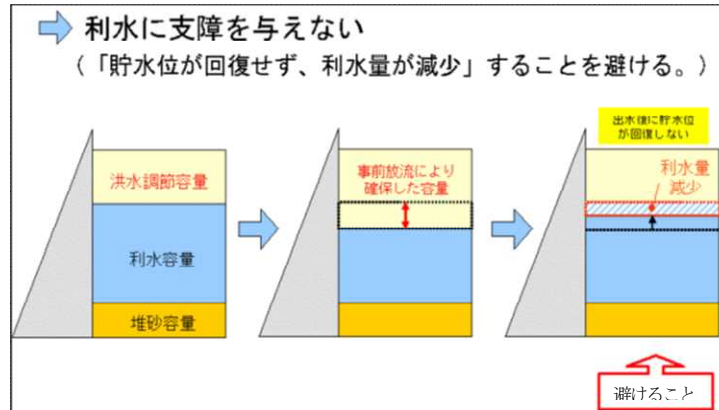 利水に支障を与えない
(「貯水位が回復せず、利水量が減少」することを避ける。)
出水後に貯水位
が回復しない
洪水調節容量
事前放流により
確保した容量
利水量
減少
利水容量
堆砂容量
避けること